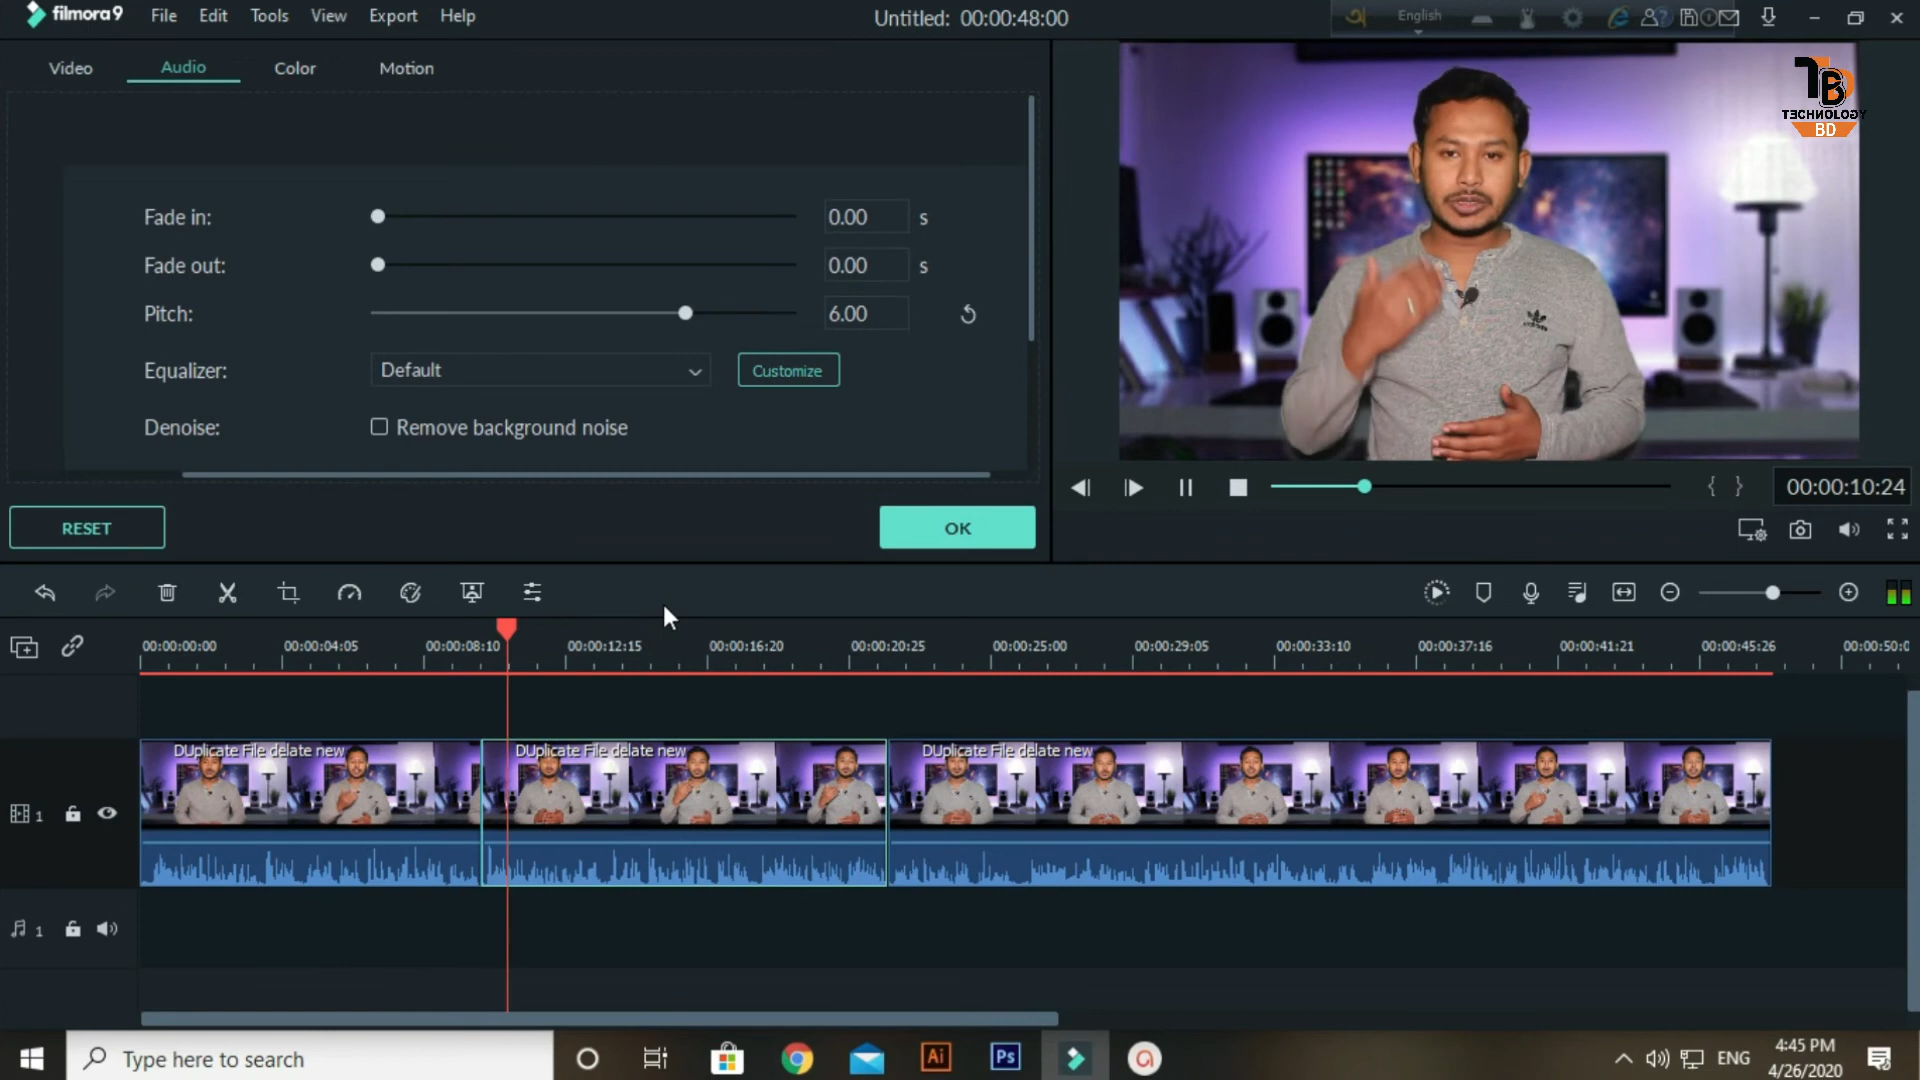 filmora9 File Edit Tools View Export Help Untitled: 00:00:48:00 English
Video Audio Color Motion
TECHNOLOGY
BD
Fade in: 0.00 s
Fade out: 0.00 s
Pitch: 6.00
Equalizer: Default Customize
Denoise: Remove background noise
00:00:10:24
RESET OK
00:00:00:00 00:00:04:05 00:00:08:10 00:00:12:15 00:00:16:20 00:00:20:25 00:00:25:00 00:00:29:05 00:00:33:10 00:00:37:16 00:00:41:21 00:00:45:26 00:00:50:0
DUplicate File delate new DUplicate File delate new DUplicate File delate new
1
1
Type here to search Ai Ps ENG 4:45 PM
4/26/2020